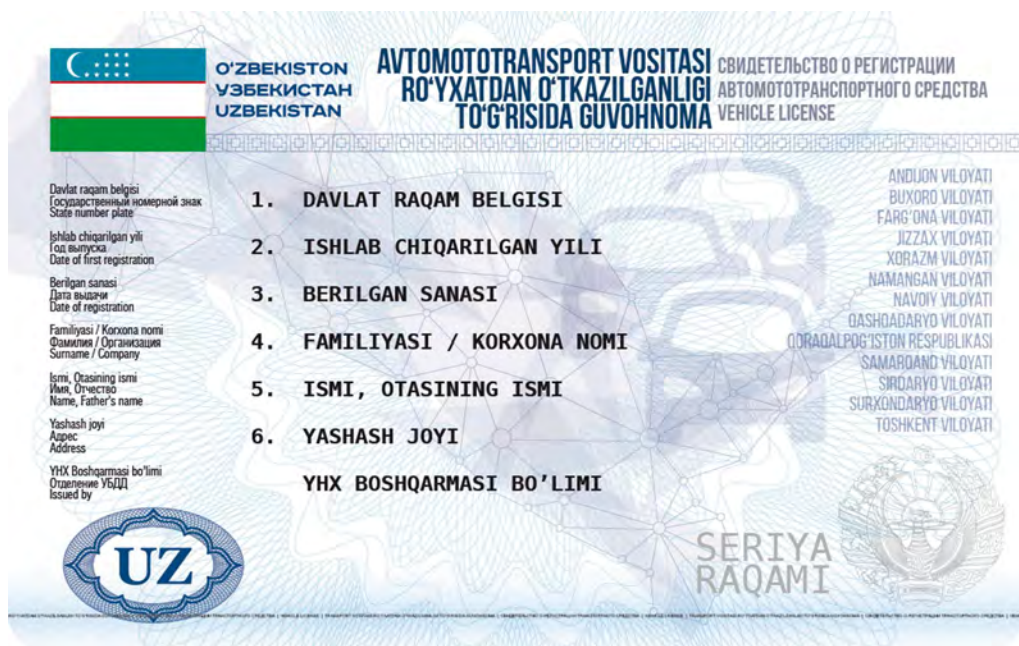 O'ZBEKISTON
УЗБЕКИСТАН
UZBEKISTAN
AVTOMOTOTRANSPORT VOSITASI
RO'YXATDAN O'TKAZILGANLIGI
TO'G'RISIDA GUVOHNOMA
СВИДЕТЕЛЬСТВО О РЕГИСТРАЦИИ
АВТОМОТОТРАНСПОРТНОГО СРЕДСТВА
VEHICLE LICENSE
Davlat raqam belgisi
Государственный номерной знак
State number plate
1. DAVLAT RAQAM BELGISI
Ishlab chiqarilgan yili
Год выпуска
Date of first registration
2. ISHLAB CHIQARILGAN YILI
Berilgan sanasi
Дата выдачи
Date of registration
3. BERILGAN SANASI
Familiyasi / Korxona nomi
Фамилия / Организация
Surname / Company
4. FAMILIYASI / KORXONA NOMI
Ismi, Otasining ismi
Имя, Отчество
Name, Father's name
5. ISMI, OTASINING ISMI
Yashash joyi
Адрес
Address
6. YASHASH JOYI
YHX Boshqarmasi bo'limi
Отделение УБДД
Issued by
YHX BOSHQARMASI BO’LIMI
ANDIJON VILOYATI
BUXORO VILOYATI
FARG'ONA VILOYATI
JIZZAX VILOYATI
XORAZM VILOYATI
NAMANGAN VILOYATI
NAVOIY VILOYATI
QASHQADARYO VILOYATI
QORAQALPOG'ISTON RESPUBLIKASI
SAMARQAND VILOYATI
SIRDARYO VILOYATI
SURXONDARYO VILOYATI
TOSHKENT VILOYATI
UZ
SERIYA
RAQAMI